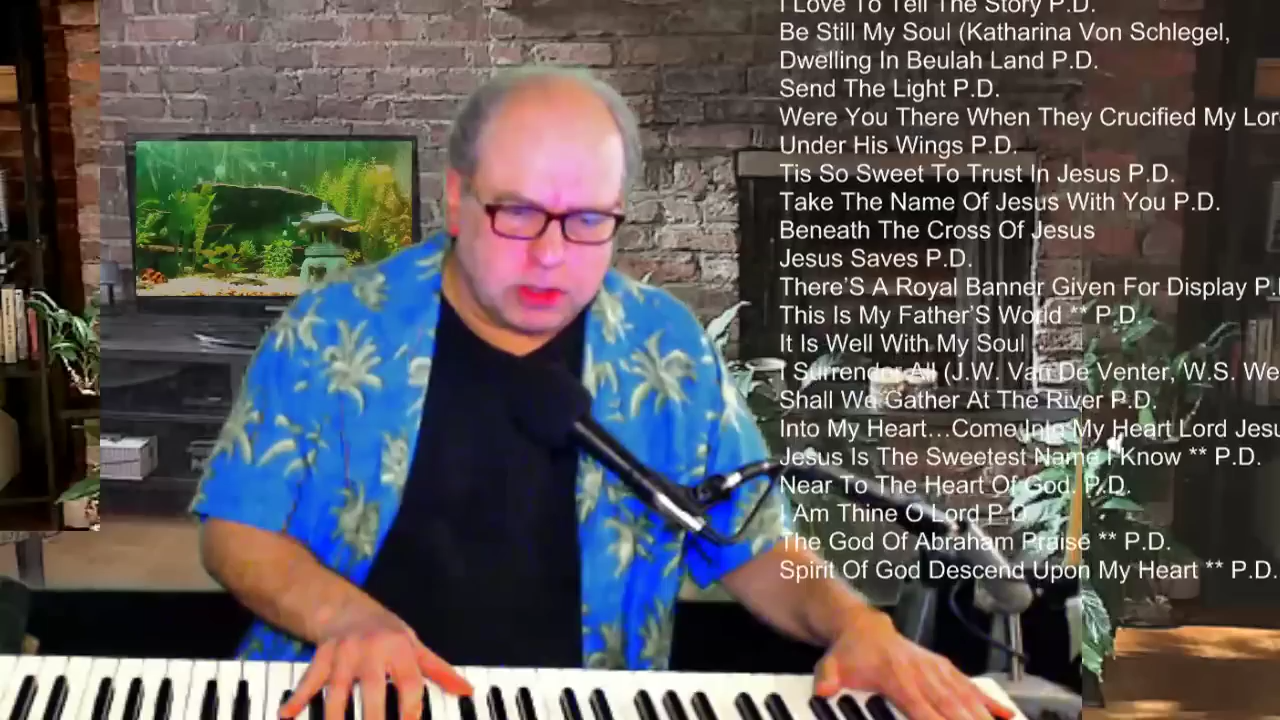 I Love To Tell The Story P.D.
Be Still My Soul (Katharina Von Schlegel,
Dwelling In Beulah Land P.D.
Send The Light P.D.
Were You There When They Crucified My Lor
Under His Wings P.D.
Tis So Sweet To Trust In Jesus P.D.
Take The Name Of Jesus With You P.D.
Beneath The Cross Of Jesus
Jesus Saves P.D.
There'S A Royal Banner Given For Display P.
This Is My Father'S World ** P.D.
It Is Well With My Soul
I Surrender All (J.W. Van De Venter, W.S. We
Shall We Gather At The River P.D.
Into My Heart…Come Into My Heart Lord Jesu
Jesus Is The Sweetest Name I Know ** P.D.
Near To The Heart Of God. P.D.
I Am Thine O Lord P.D
The God Of Abraham Praise ** P.D.
Spirit Of God Descend Upon My Heart ** P.D.